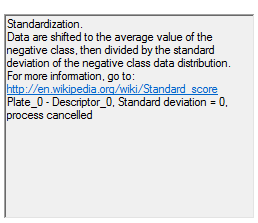 Standardization.
Data are shifted to the average value of the
negative class, then divided by the standard
deviation of the negative class data distribution.
For more information, go to:
http://en.wikipedia.org/wiki/Standard_score
Plate_0 - Descriptor_0, Standard deviation = 0,
process cancelled